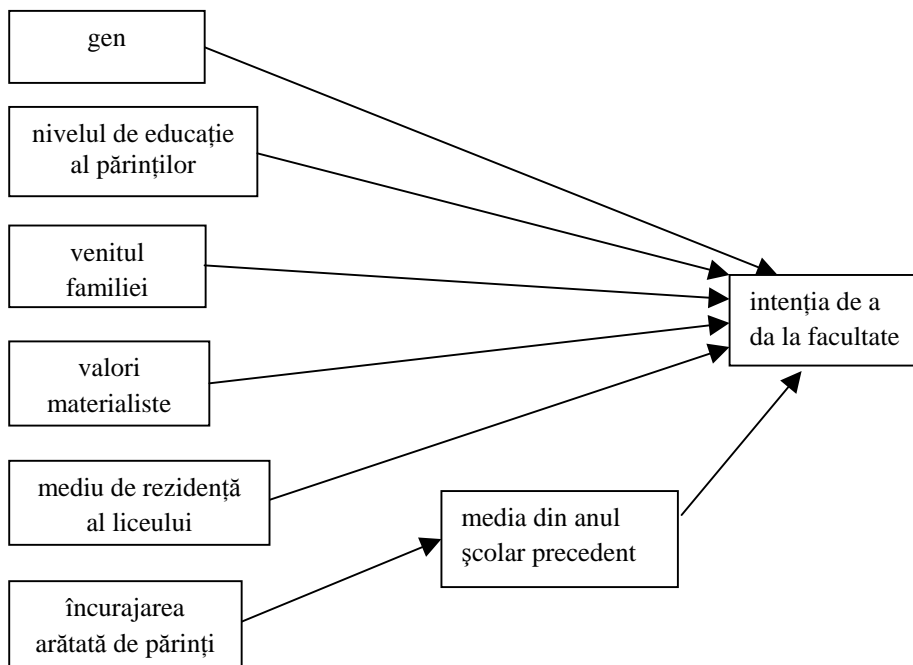 gen
nivelul de educație
al părinților
venitul
familiei
intenția de a
da la facultate
valori
materialiste
mediu de rezidență
al liceului
media din anul
şcolar precedent
încurajarea
arătată de părinți